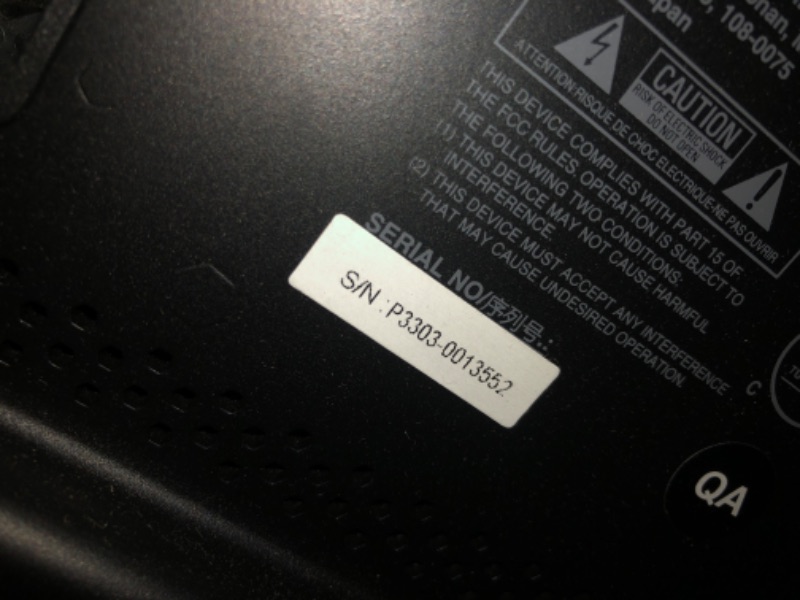 onan, M
108-0075
pan
CAUTION
RISK OF ELECTRIC SHOCK
DO NOT OPEN
ATTENTION RISQUE DE CHOC ELECTRIQUE-NE PAS OUVRIR
THIS DEVICE COMPLIES WITH PART 15 OF
THE FCC RULES, OPERATION IS SUBJECT TO
THE FOLLOWING TWO CONDITIONS:
(1) THIS DEVICE MAY NOT CAUSE HARMFUL
INTERFERENCE.
(2) THIS DEVICE MUST ACCEPT ANY INTERFERENCE
THAT MAY CAUSE UNDESIRED OPERATION.
SERIAL NO/序列号.:
S/N : P3303-0013552
C
QA